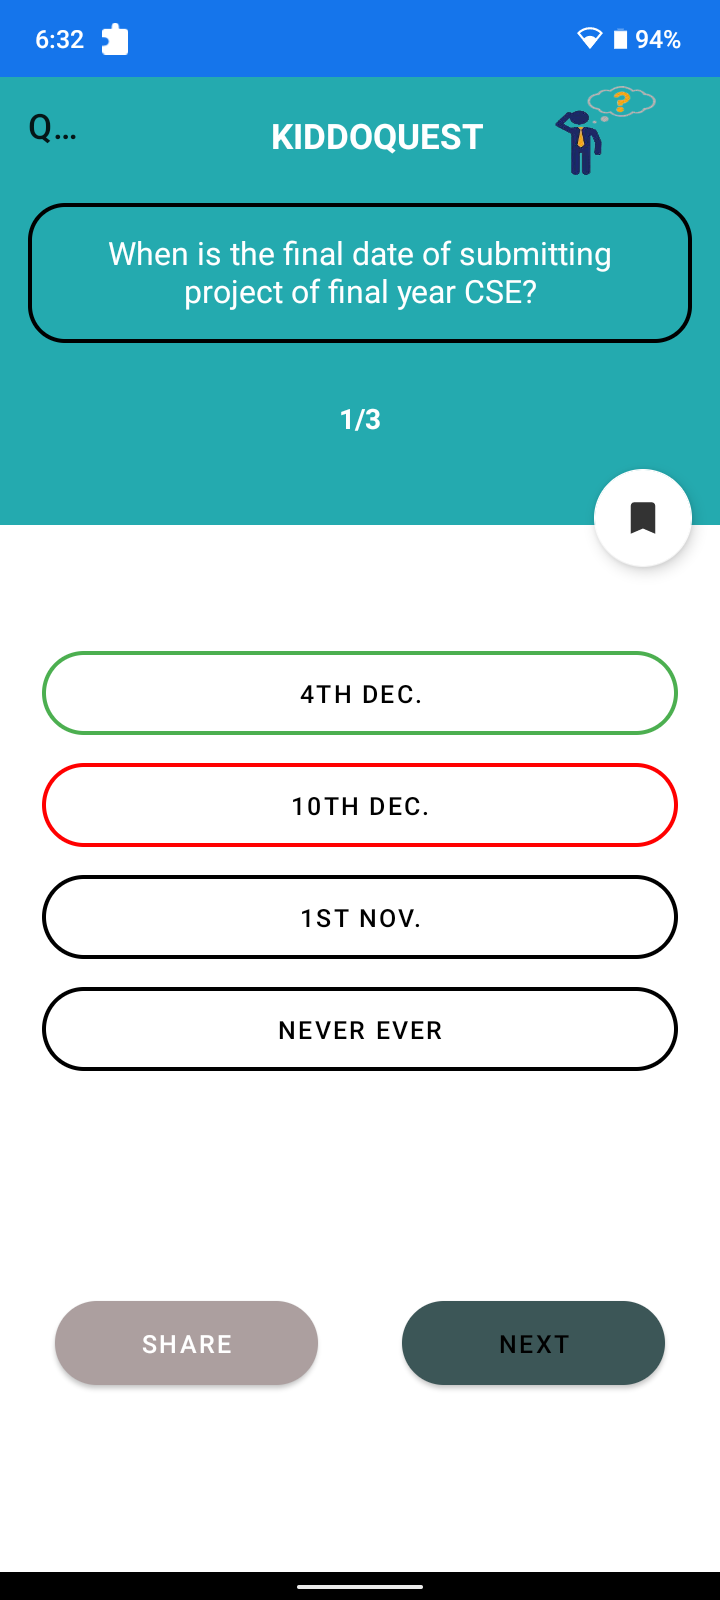 6:32
94%
Q...
KIDDOQUEST
?
When is the final date of submitting
project of final year CSE?
1/3
4TH DEC.
10TH DEC.
1ST NOV.
NEVER EVER
SHARE
NEXT